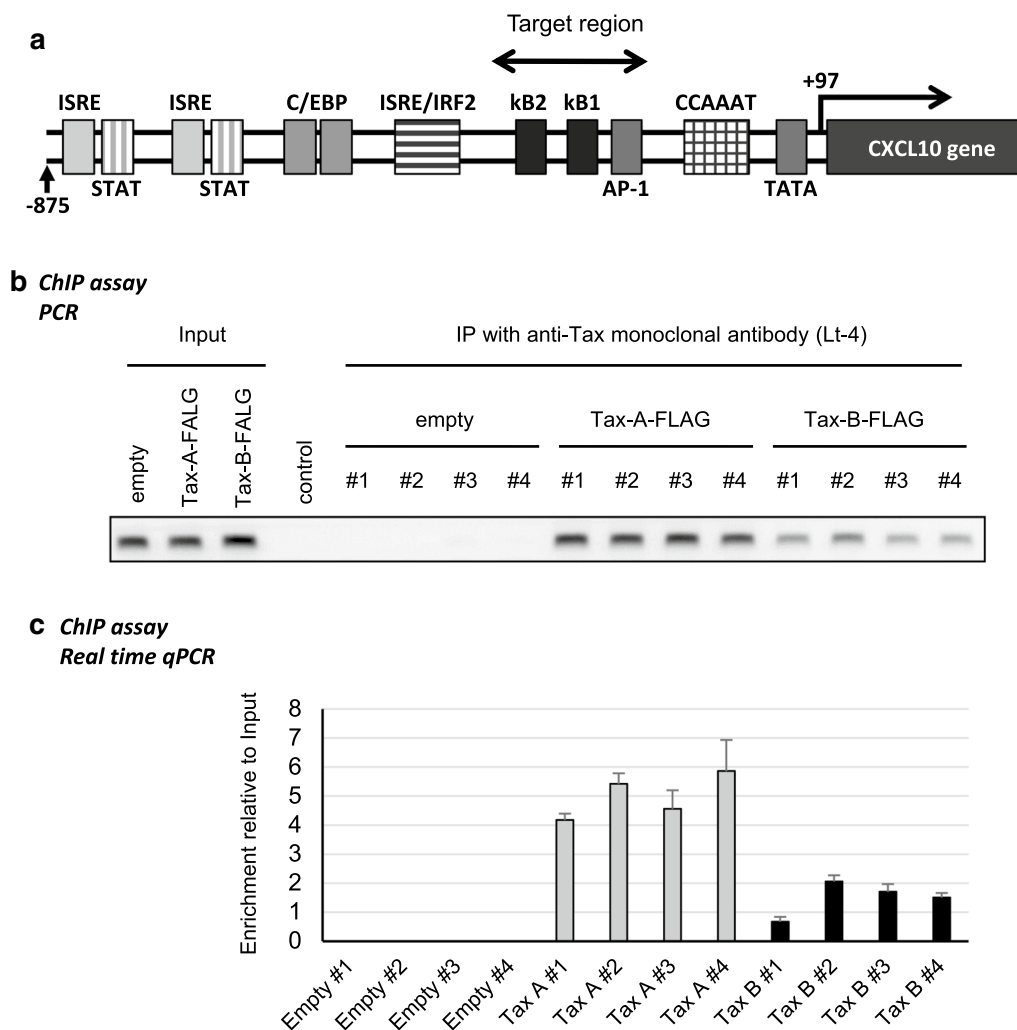 a
Target region
+97
ISRE ISRE C/EBP ISRE/IRF2 kB2 kB1 CCAAAT
CXCL10 gene
STAT STAT AP-1 TATA
-875
b ChIP assay
PCR
Input IP with anti-Tax monoclonal antibody (Lt-4)
empty Tax-A-FLAG Tax-B-FLAG
empty Tax-A-FALG Tax-B-FALG control #1 #2 #3 #4 #1 #2 #3 #4 #1 #2 #3 #4
c ChIP assay
Real time qPCR
Enrichment relative to Input
8
7
6
5
4
3
2
1
0
Empty #1 Empty #2 Empty #3 Empty #4 Tax A #1 Tax A #2 Tax A #3 Tax A #4 Tax B #1 Tax B #2 Tax B #3 Tax B #4